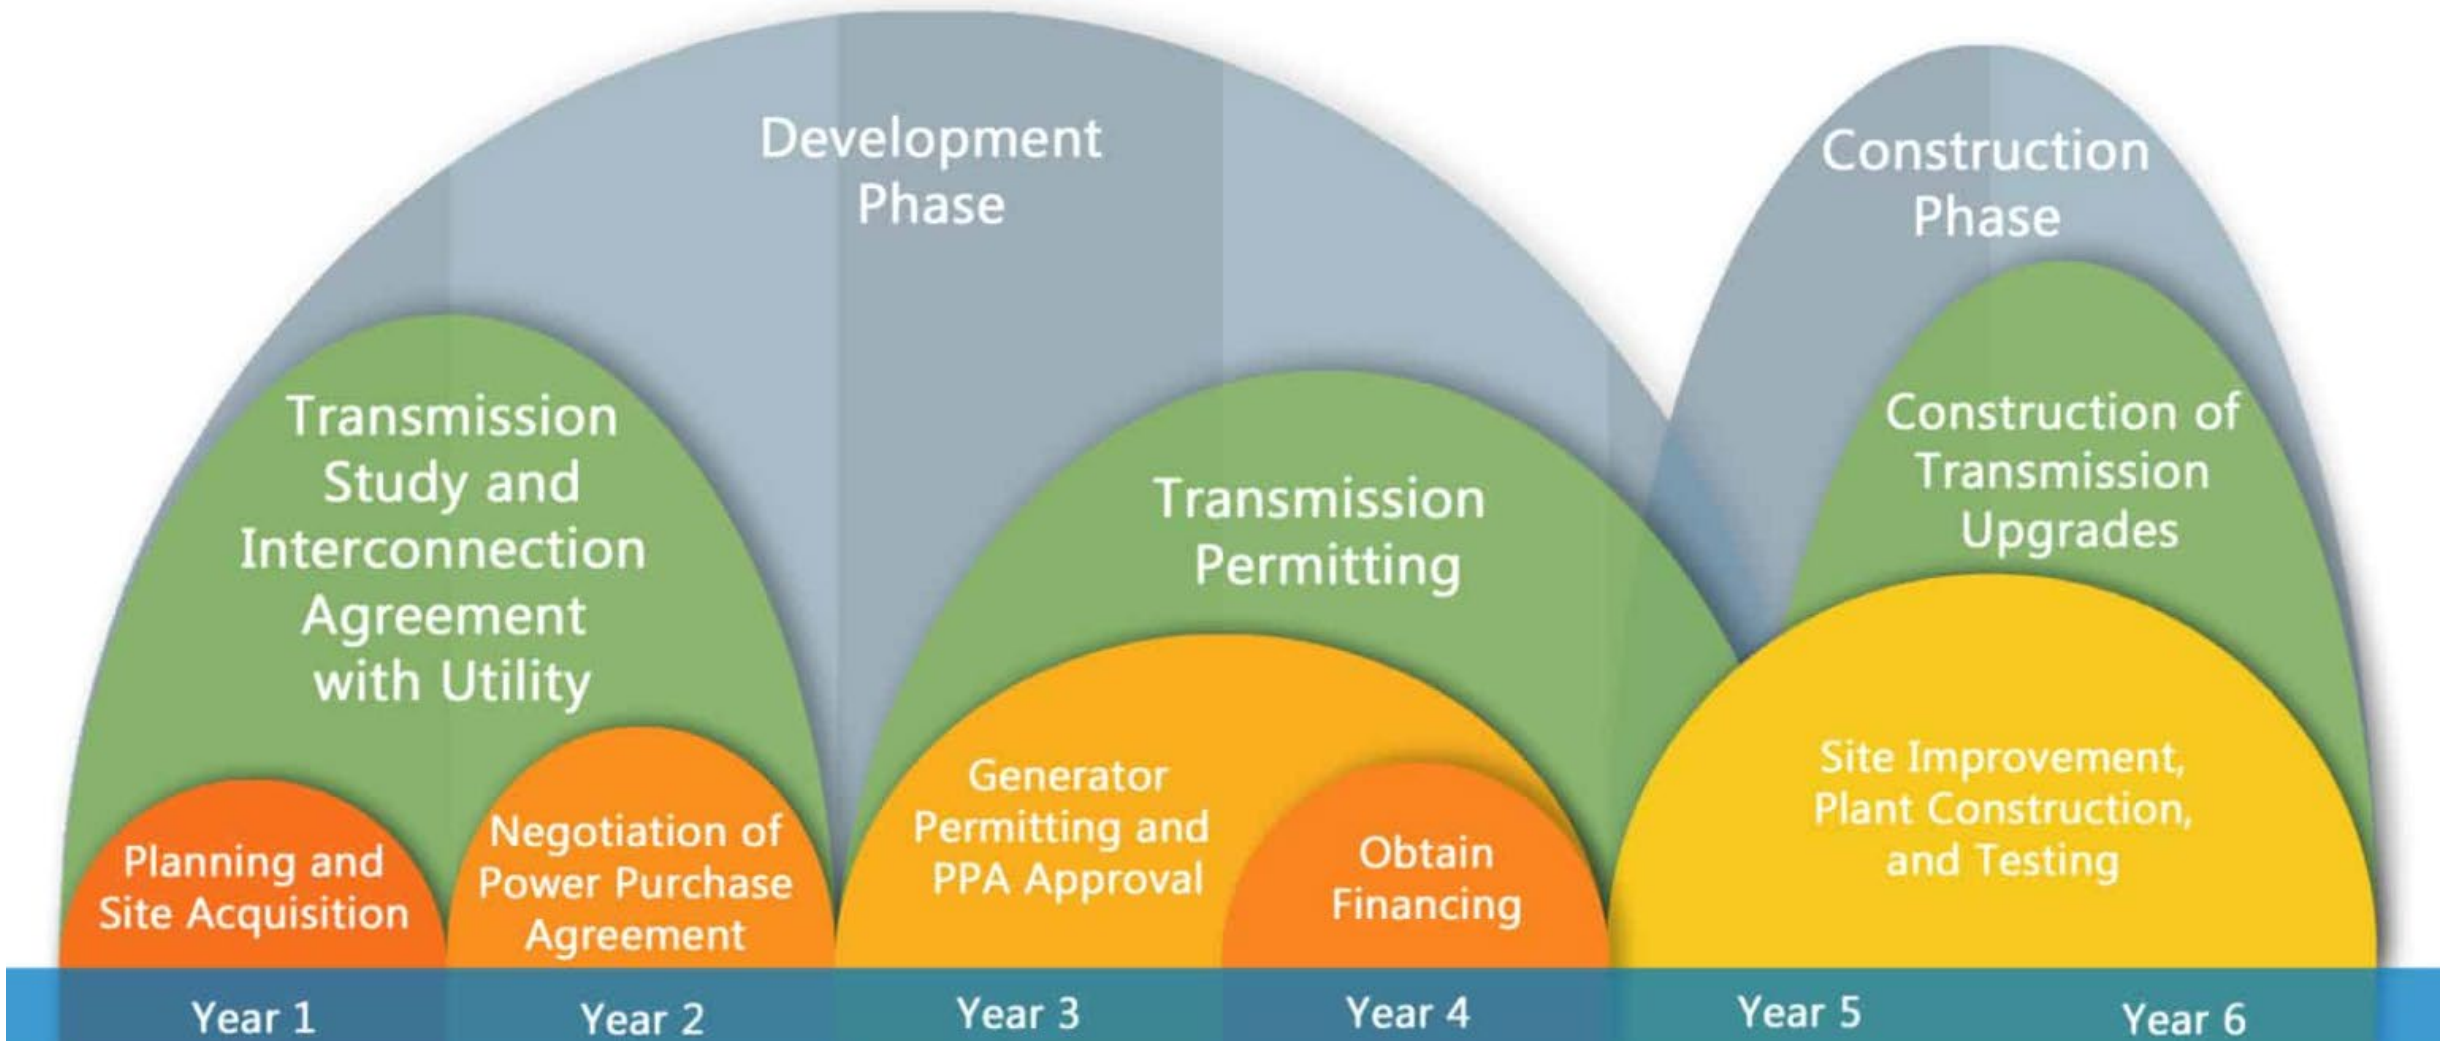 Development
Phase
Construction
Phase
Transmission
Study and
Interconnection
Agreement
with Utility
Transmission
Permitting
Construction of
Transmission
Upgrades
Planning and
Site Acquisition
Negotiation of
Power Purchase
Agreement
Generator
Permitting and
PPA Approval
Obtain
Financing
Site Improvement,
Plant Construction,
and Testing
Year 1
Year 2
Year 3
Year 4
Year 5
Year 6